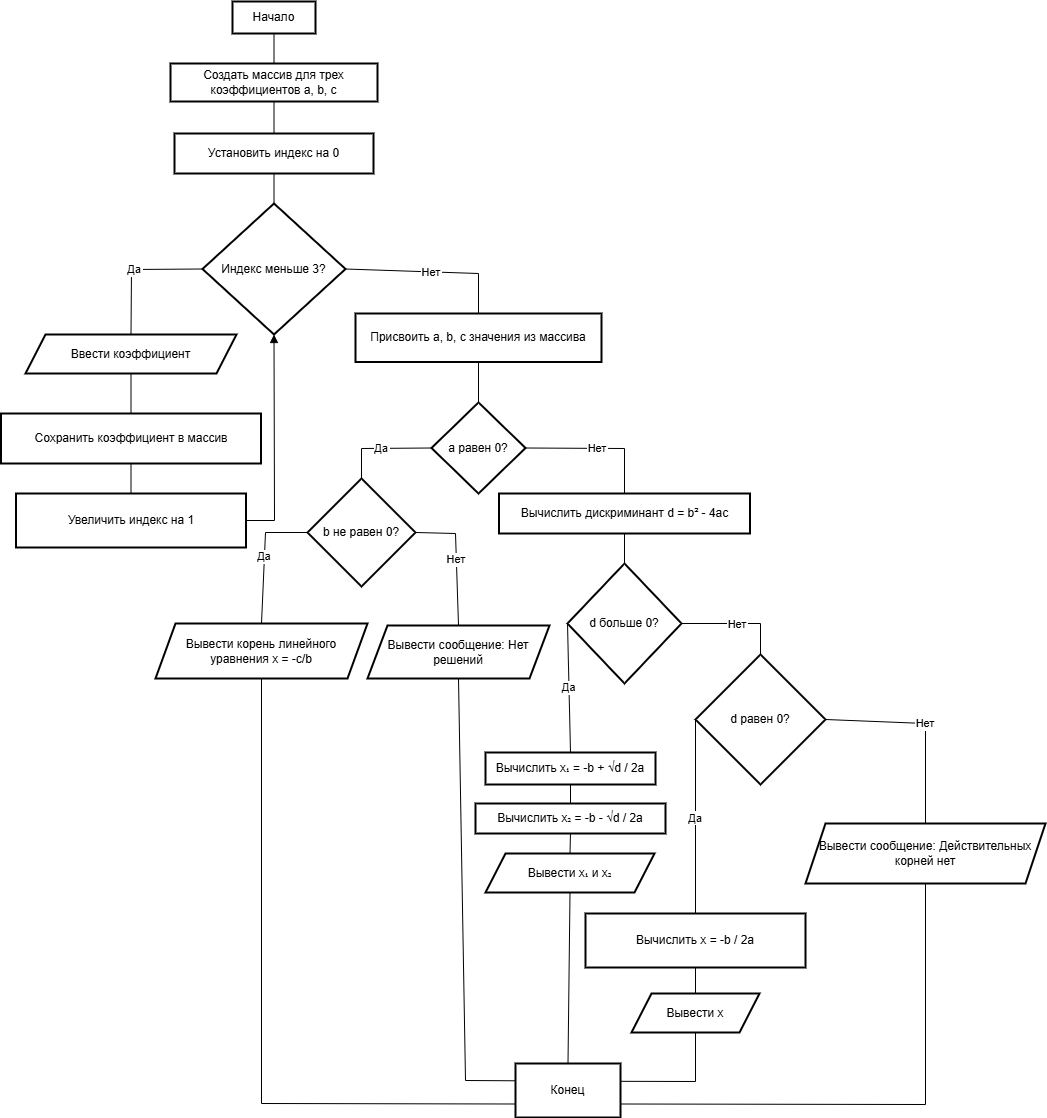 Начало
Создать массив для трех
коэффициентов a, b, c
Установить индекс на 0
Индекс меньше 3?
Да
Нет
Ввести коэффициент
Присвоить a, b, c значения из массива
Сохранить коэффициент в массив
Увеличить индекс на 1
a равен 0?
Да
Нет
b не равен 0?
Да
Нет
Вычислить дискриминант d = b² - 4ac
Вывести корень линейного
уравнения x = -c/b
Вывести сообщение: Нет
решений
d больше 0?
Да
Нет
d равен 0?
Да
Нет
Вычислить x₁ = -b + √d / 2a
Вычислить x₂ = -b - √d / 2a
Вывести x₁ и x₂
Вывести сообщение: Действительных
корней нет
Вычислить x = -b / 2a
Вывести x
Конец